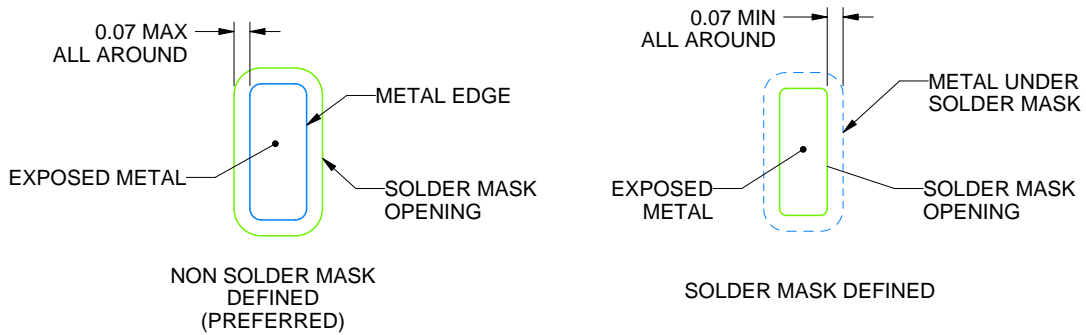 0.07 MAX
ALL AROUND
METAL EDGE
EXPOSED METAL
SOLDER MASK
OPENING
NON SOLDER MASK
DEFINED
(PREFERRED)
0.07 MIN
ALL AROUND
METAL UNDER
SOLDER MASK
EXPOSED
METAL
SOLDER MASK
OPENING
SOLDER MASK DEFINED